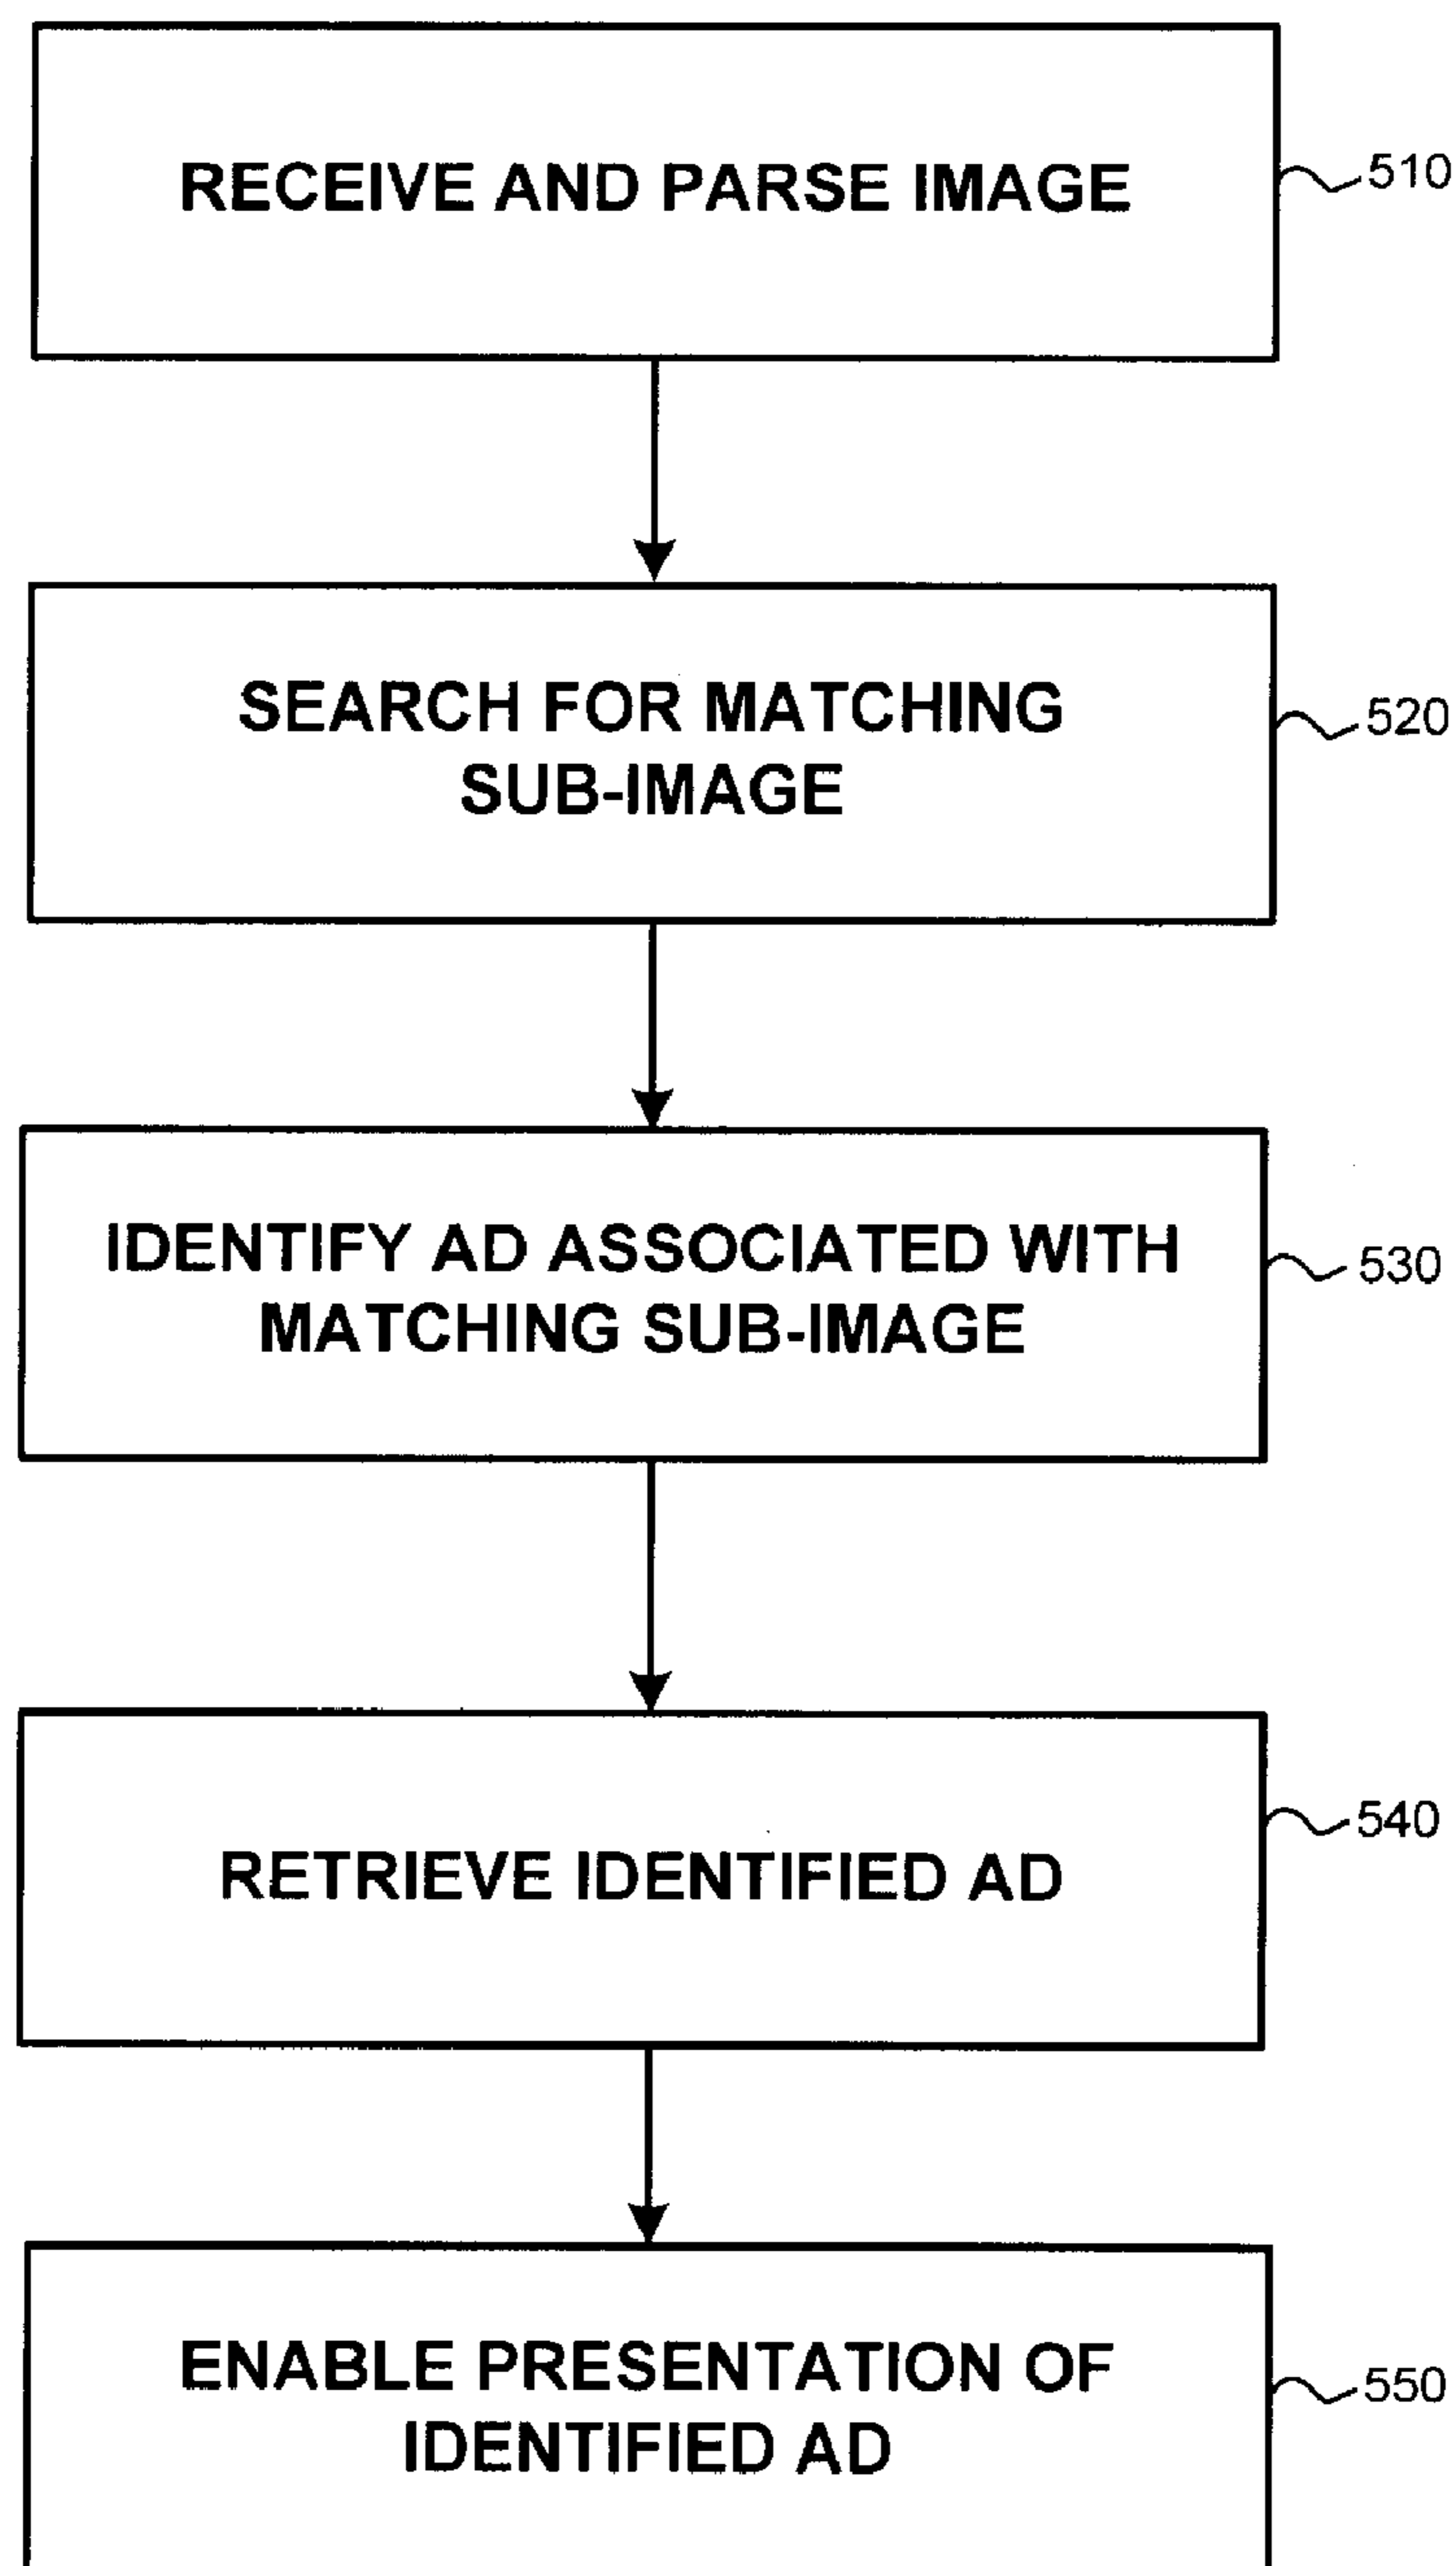 RECEIVE AND PARSE IMAGE
510
SEARCH FOR MATCHING
SUB-IMAGE
520
IDENTIFY AD ASSOCIATED WITH
MATCHING SUB-IMAGE
530
RETRIEVE IDENTIFIED AD
540
ENABLE PRESENTATION OF
IDENTIFIED AD
550